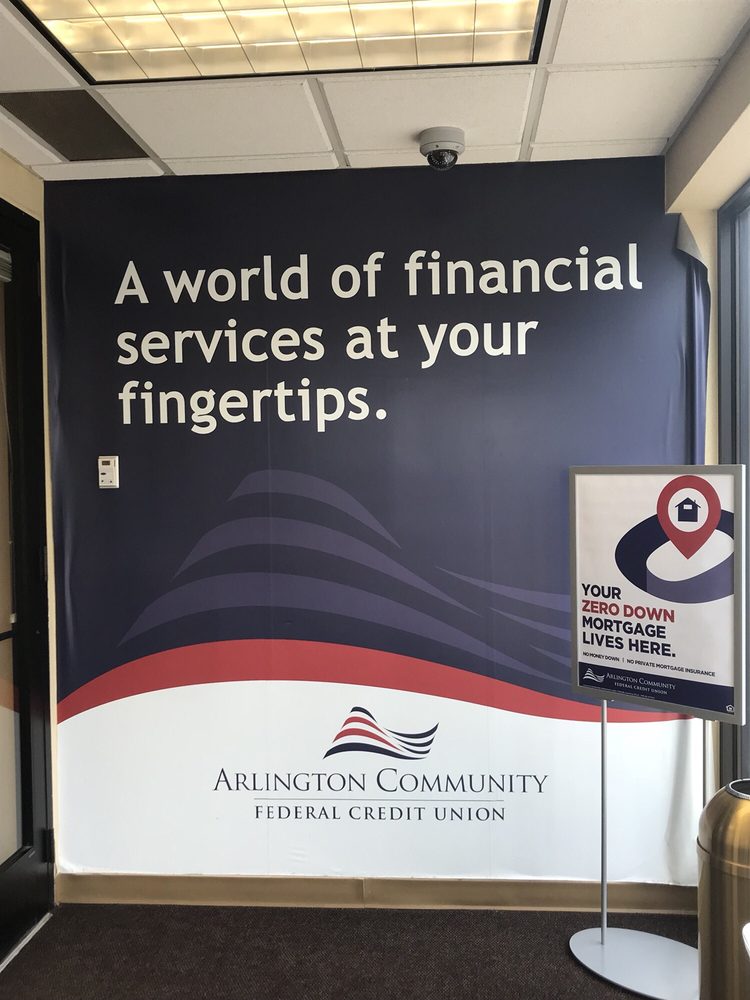 A world of financial
services at your
fingertips.
ARLINGTON COMMUNITY
FEDERAL CREDIT UNION
YOUR
ZERO DOWN
MORTGAGE
LIVES HERE.
NO MONEY DOWN | NO PRIVATE MORTGAGE INSURANCE
ARLINGTON COMMUNITY
FEDERAL CREDIT UNION